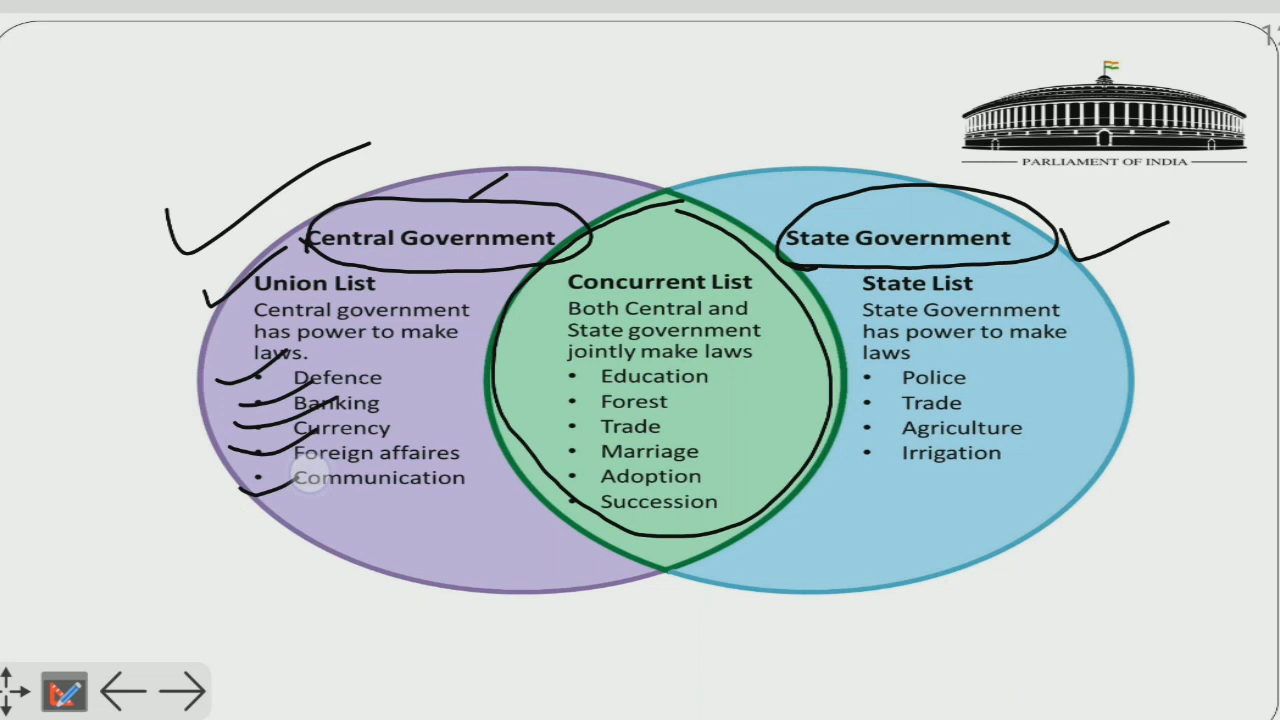 PARLIAMENT OF INDIA
Central Government
Union List
Central government
has power to make
laws.
• Defence
• Banking
• Currency
• Foreign affaires
• Communication
Concurrent List
Both Central and
State government
jointly make laws
• Education
• Forest
• Trade
• Marriage
• Adoption
• Succession
State Government
State List
State Government
has power to make
laws
• Police
• Trade
• Agriculture
• Irrigation